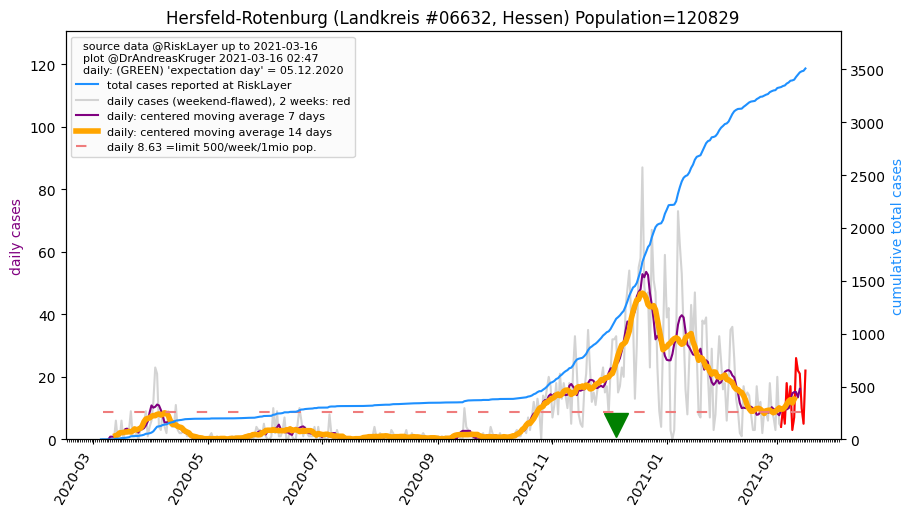 Hersfeld-Rotenburg (Landkreis #06632, Hessen) Population=120829
source data @RiskLayer up to 2021-03-16
plot @DrAndreasKruger 2021-03-16 02:47
daily: (GREEN) 'expectation day' = 05.12.2020
total cases reported at RiskLayer
daily cases (weekend-flawed), 2 weeks: red
daily: centered moving average 7 days
daily: centered moving average 14 days
daily 8.63 =limit 500/week/1mio pop.
daily cases
120
100
80
60
40
20
0
cumulative total cases
3500
3000
2500
2000
1500
1000
500
0
2020-03
2020-05
2020-07
2020-09
2020-11
2021-01
2021-03